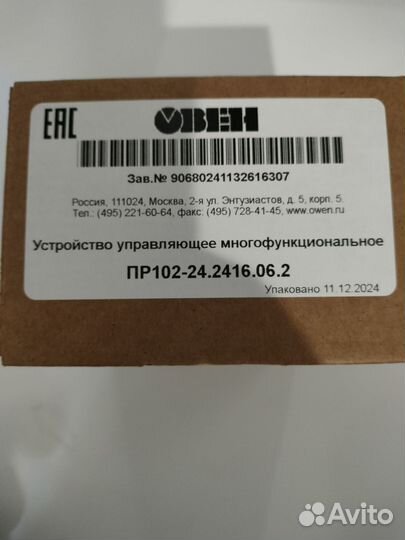 EAC
ОВЕН
Зав.№ 90680241132616307
Россия, 111024, Москва, 2-я ул. Энтузиастов, д. 5, корп. 5.
Тел.: (495) 221-60-64, факс: (495) 728-41-45, www.owen.ru
Устройство управляющее многофункциональное
ПР102-24.2416.06.2
Упаковано 11.12.2024
Avito